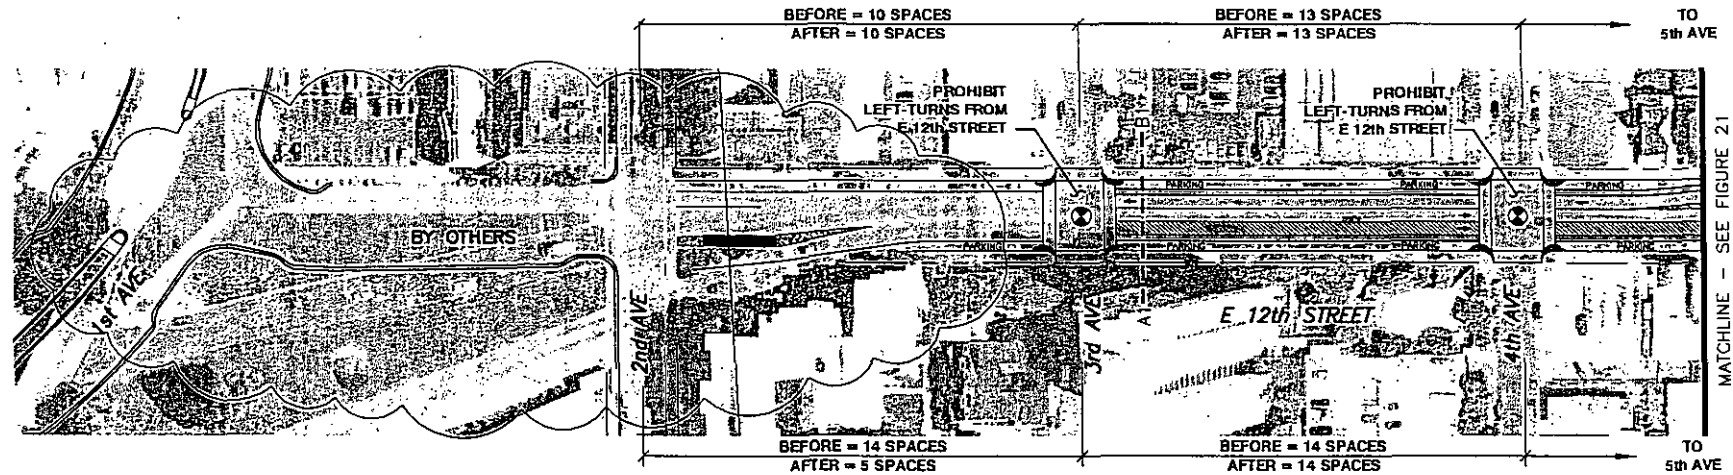 BEFORE = 10 SPACES
AFTER = 10 SPACES
BEFORE = 13 SPACES
AFTER = 13 SPACES
TO
5th AVE
PROHIBIT
LEFT-TURNS FROM
E 12th STREET
PROHIBIT
LEFT-TURNS FROM
E 12th STREET
PARKING
PARKING
PARKING
BY OTHERS
PARKING
PARKING
PARKING
PARKING
1st AVE
2nd AVE
3rd AVE
4th AVE
A
B
E 12th STREET
MATCHLINE - SEE FIGURE 21
BEFORE = 14 SPACES
AFTER = 5 SPACES
BEFORE = 14 SPACES
AFTER = 14 SPACES
TO
5th AVE